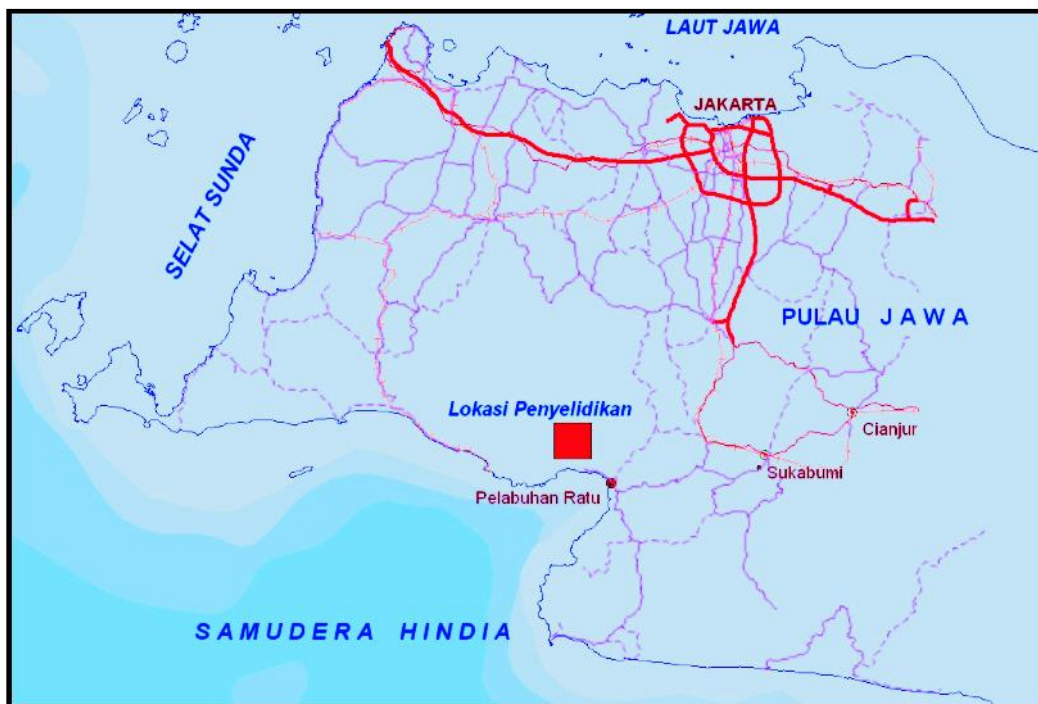 LAUT JAWA
JAKARTA
SELAT SUNDA
PULAU JAWA
Lokasi Penyelidikan
Cianjur
Sukabumi
Pelabuhan Ratu
SAMUDERA HINDIA